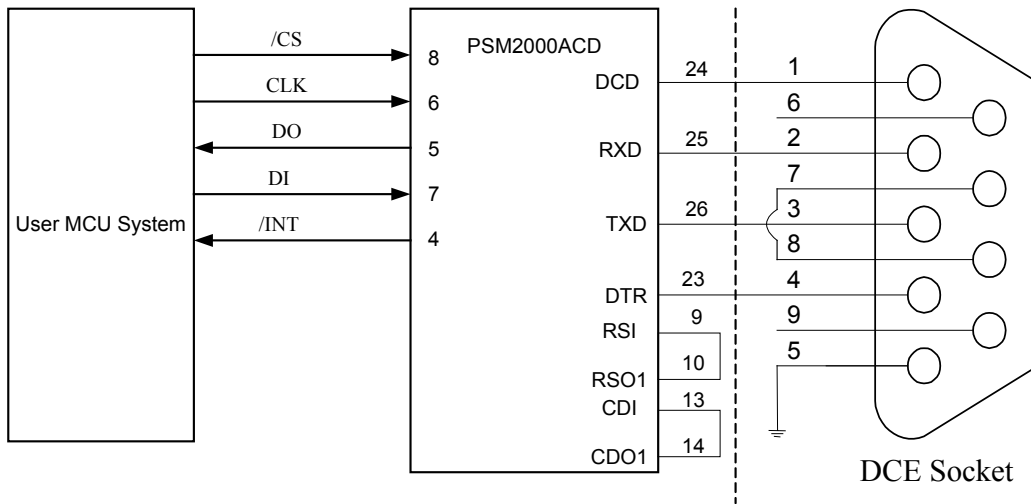 User MCU System
/CS
CLK
DO
DI
/INT
PSM2000ACD
8
6
5
7
4
DCD
RXD
TXD
DTR
RSI
RSO1
CDI
CDO1
24
25
26
23
9
10
13
14
1
6
2
7
3
8
4
9
5
DCE Socket